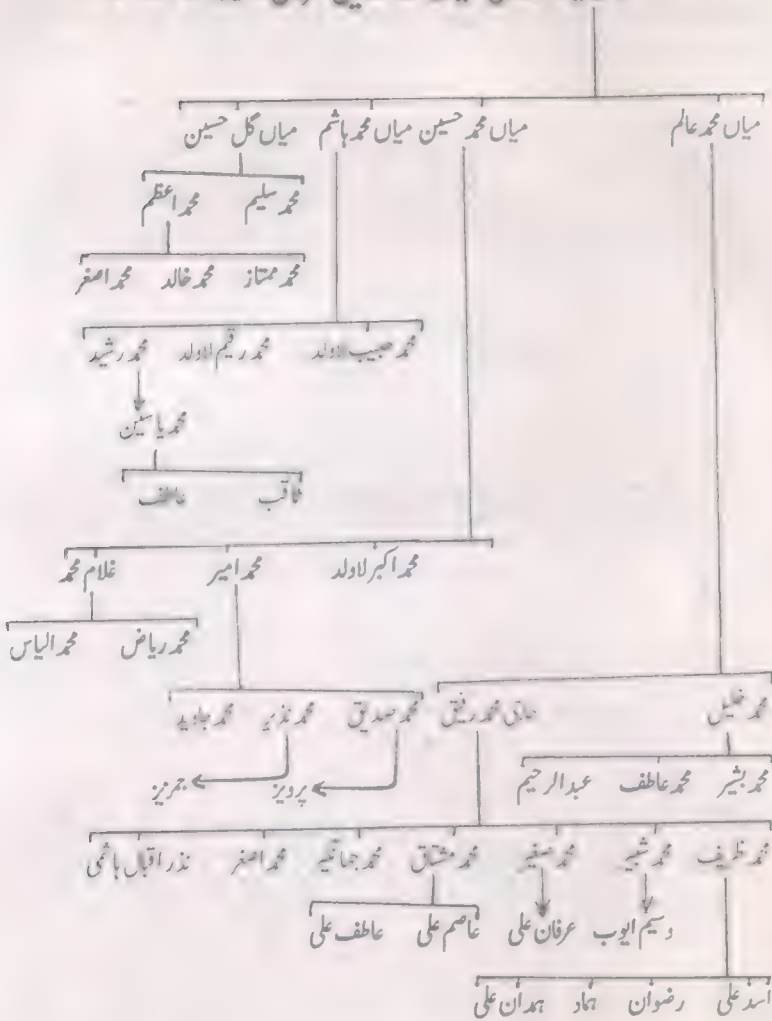 میاں محمد عالم میاں محمد حسین میاں محمد ہاشم میاں گل حسین
محمد سلیم محمد اعظم
محمد ممتاز محمد خالد محمد اصغر
محمد حبیب لاولد محمد رقیم لاولد محمد رشید
محمد یاسین
ثاقب عاطف
محمد اکبر لاولد محمد امیر غلام محمد
محمد ریاض محمد الیاس
محمد خلیل حاجی محمد رفیق محمد صدیق محمد نذیر محمد جاوید
محمد بشیر محمد عاطف عبدالرحیم پرویز جمریز
محمد ظریف محمد شبیر محمد صغیر محمد مشتاق محمد جہانگیر محمد اصغر نذر اقبال ہاشمی
وسیم ایوب عرفان علی عاصم علی عاطف علی
اسد علی رضوان ہماد ہمدان علی